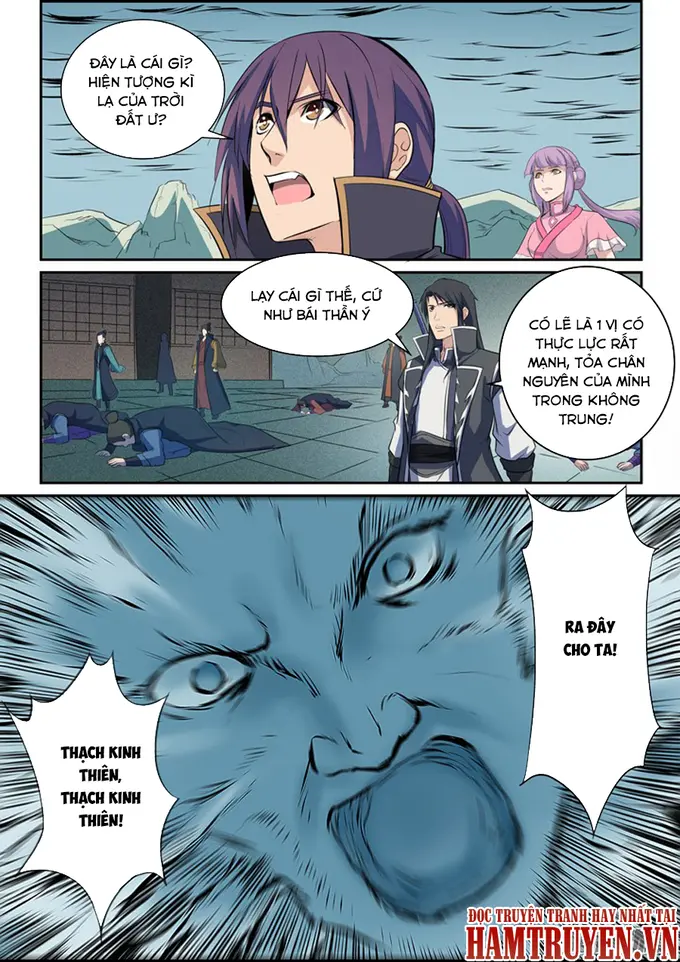 ĐÂY LÀ CÁI GÌ?
HIỆN TƯỢNG KÌ
LẠ CỦA TRỜI
ĐẤT Ư?
LẠY CÁI GÌ THẾ, CỨ
NHƯ BÁI THẦN Ý
CÓ LẼ LÀ 1 VỊ CÓ
THỰC LỰC RẤT
MẠNH, TỎA CHÂN
NGUYÊN CỦA MÌNH
TRONG KHÔNG
TRUNG!
RA ĐÂY
CHO TA!
THẠCH KINH
THIÊN,
THẠCH KINH
THIÊN!
ĐỌC TRUYỆN TRANH HAY NHẤT TẠI
HAMTRUYEN.VN